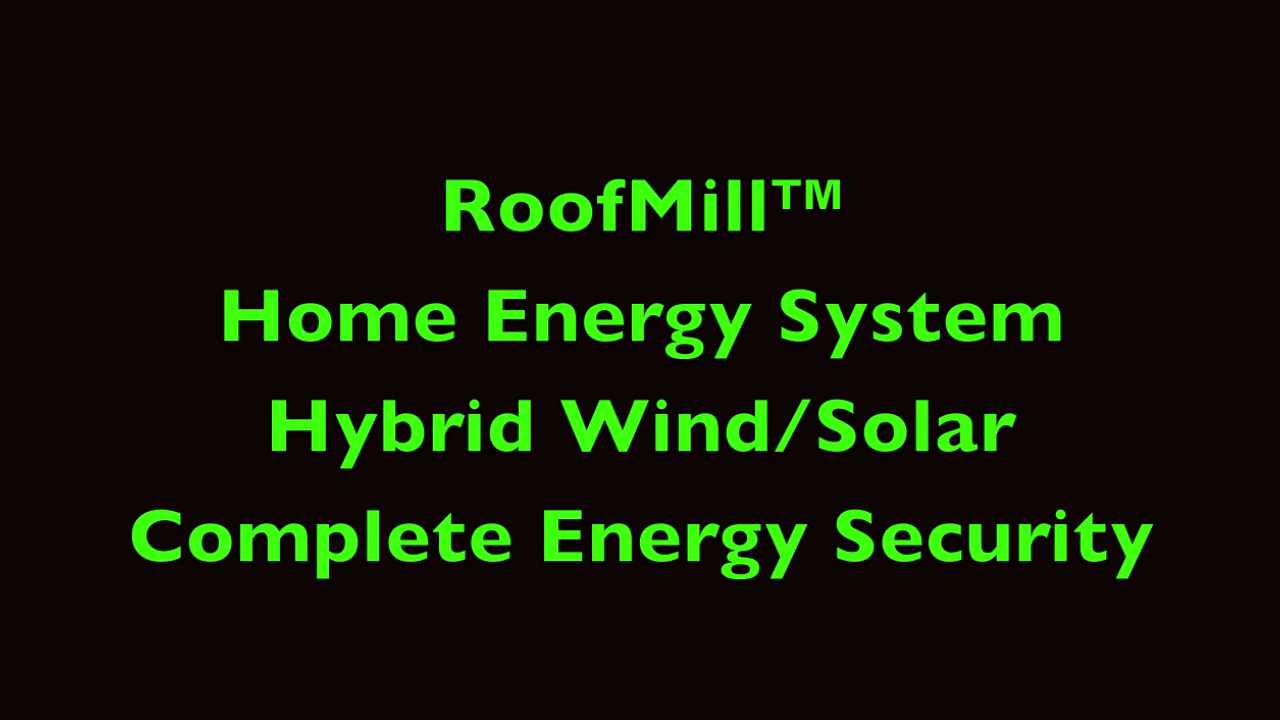 RoofMill™
Home Energy System
Hybrid Wind/Solar
Complete Energy Security